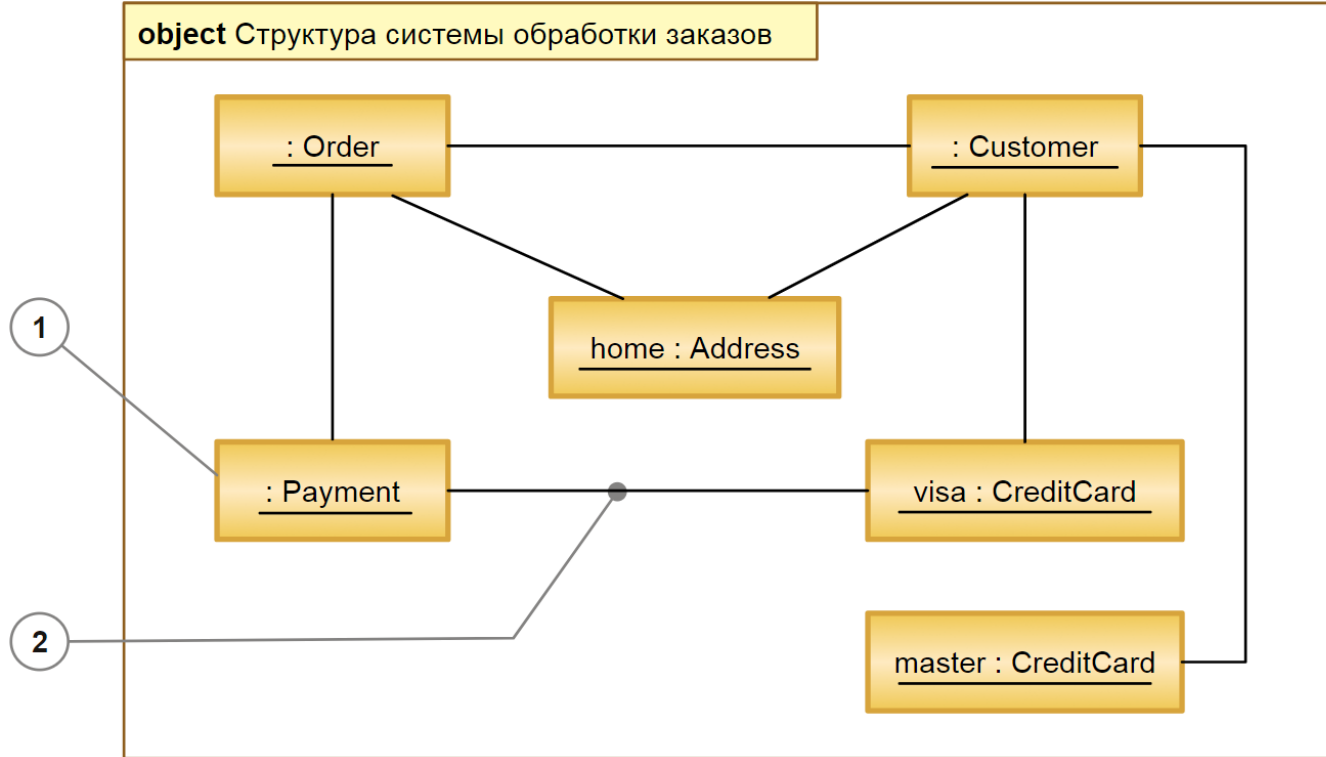 object Структура системы обработки заказов
: Order
: Customer
1
home : Address
: Payment
visa : CreditCard
2
master : CreditCard